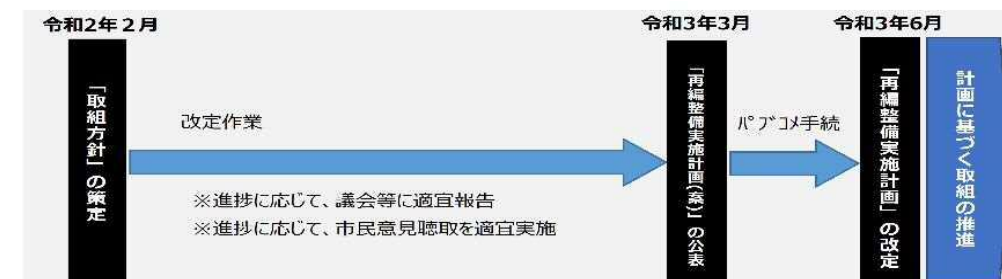 令和2年2月
令和3年3月
令和3年6月
「取組方針」の策定
改定作業
※進捗に応じて、議会等に適宜報告
※進捗に応じて、市民意見聴取を適宜実施
「再編整備実施計画(案)」の公表
ﾊﾟﾌﾞｺﾒ手続
「再編整備実施計画」の改定
計画に基づく取組の推進